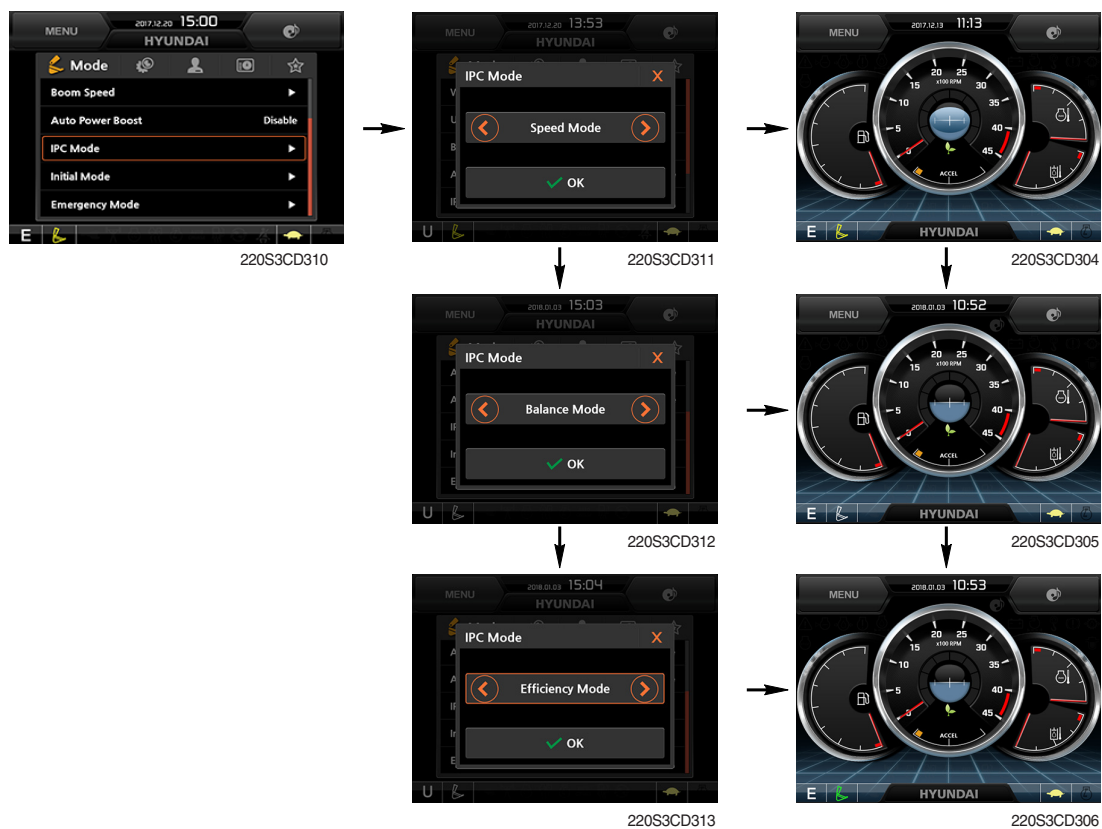 MENU
2017.12.20 15:00
HYUNDAI
Mode
Boom Speed
Auto Power Boost Disable
IPC Mode
Initial Mode
Emergency Mode
E
220S3CD310
MENU
2017.12.20 13:53
HYUNDAI
IPC Mode X
Speed Mode
OK
U
220S3CD311
MENU
2017.12.13 11:13
20 25
x100 RPM
15 30
10 35
5 40
0 45
ACCEL
E
HYUNDAI
220S3CD304
MENU
2018.01.03 15:03
HYUNDAI
IPC Mode X
Balance Mode
OK
U
220S3CD312
MENU
2018.01.03 10:52
20 25
x100 RPM
15 30
10 35
5 40
0 45
ACCEL
E
HYUNDAI
220S3CD305
MENU
2018.01.03 15:04
HYUNDAI
IPC Mode X
Efficiency Mode
OK
U
220S3CD313
MENU
2018.01.03 10:53
20 25
x100 RPM
15 30
10 35
5 40
0 45
ACCEL
E
HYUNDAI
220S3CD306